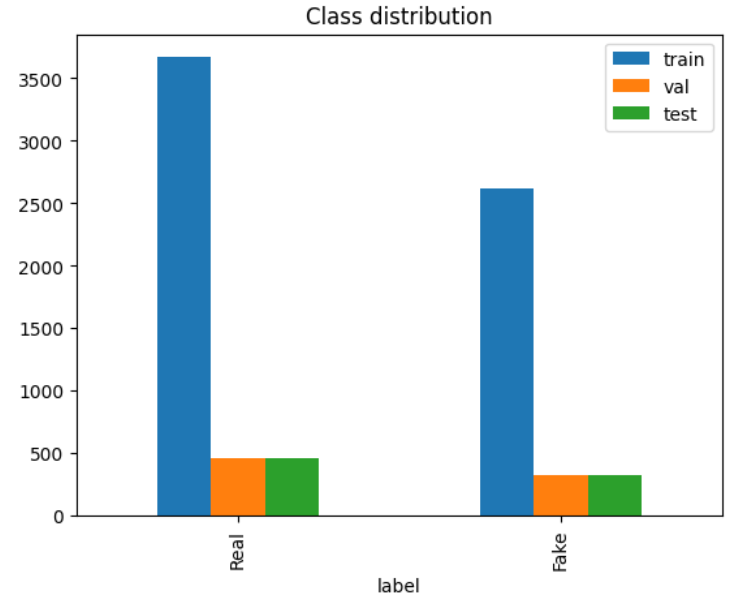 Class distribution
train
val
test
3500
3000
2500
2000
1500
1000
500
0
Real
Fake
label